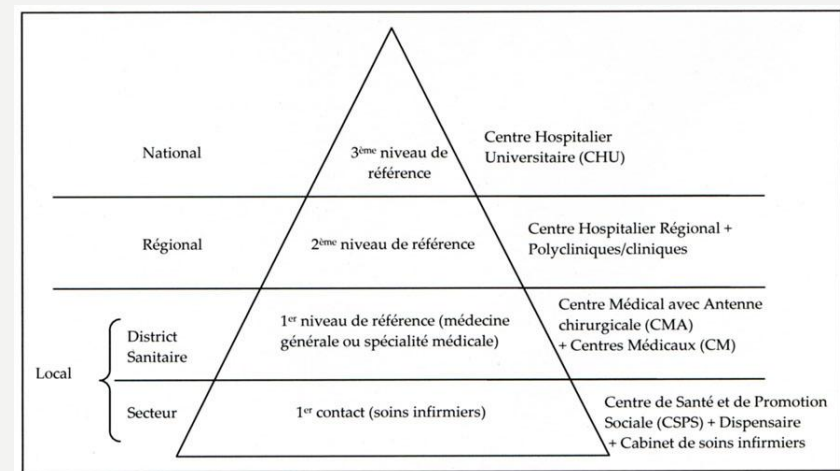 National
3ème niveau de
référence
Centre Hospitalier
Universitaire (CHU)
Régional
2ème niveau de référence
Centre Hospitalier Régional +
Polycliniques/cliniques
Local
District
Sanitaire
1er niveau de référence (médecine
générale ou spécialité médicale)
Centre Médical avec Antenne
chirurgicale (CMA)
+ Centres Médicaux (CM)
Secteur
1er contact (soins infirmiers)
Centre de Santé et de Promotion
Sociale (CSPS) + Dispensaire
+ Cabinet de soins infirmiers